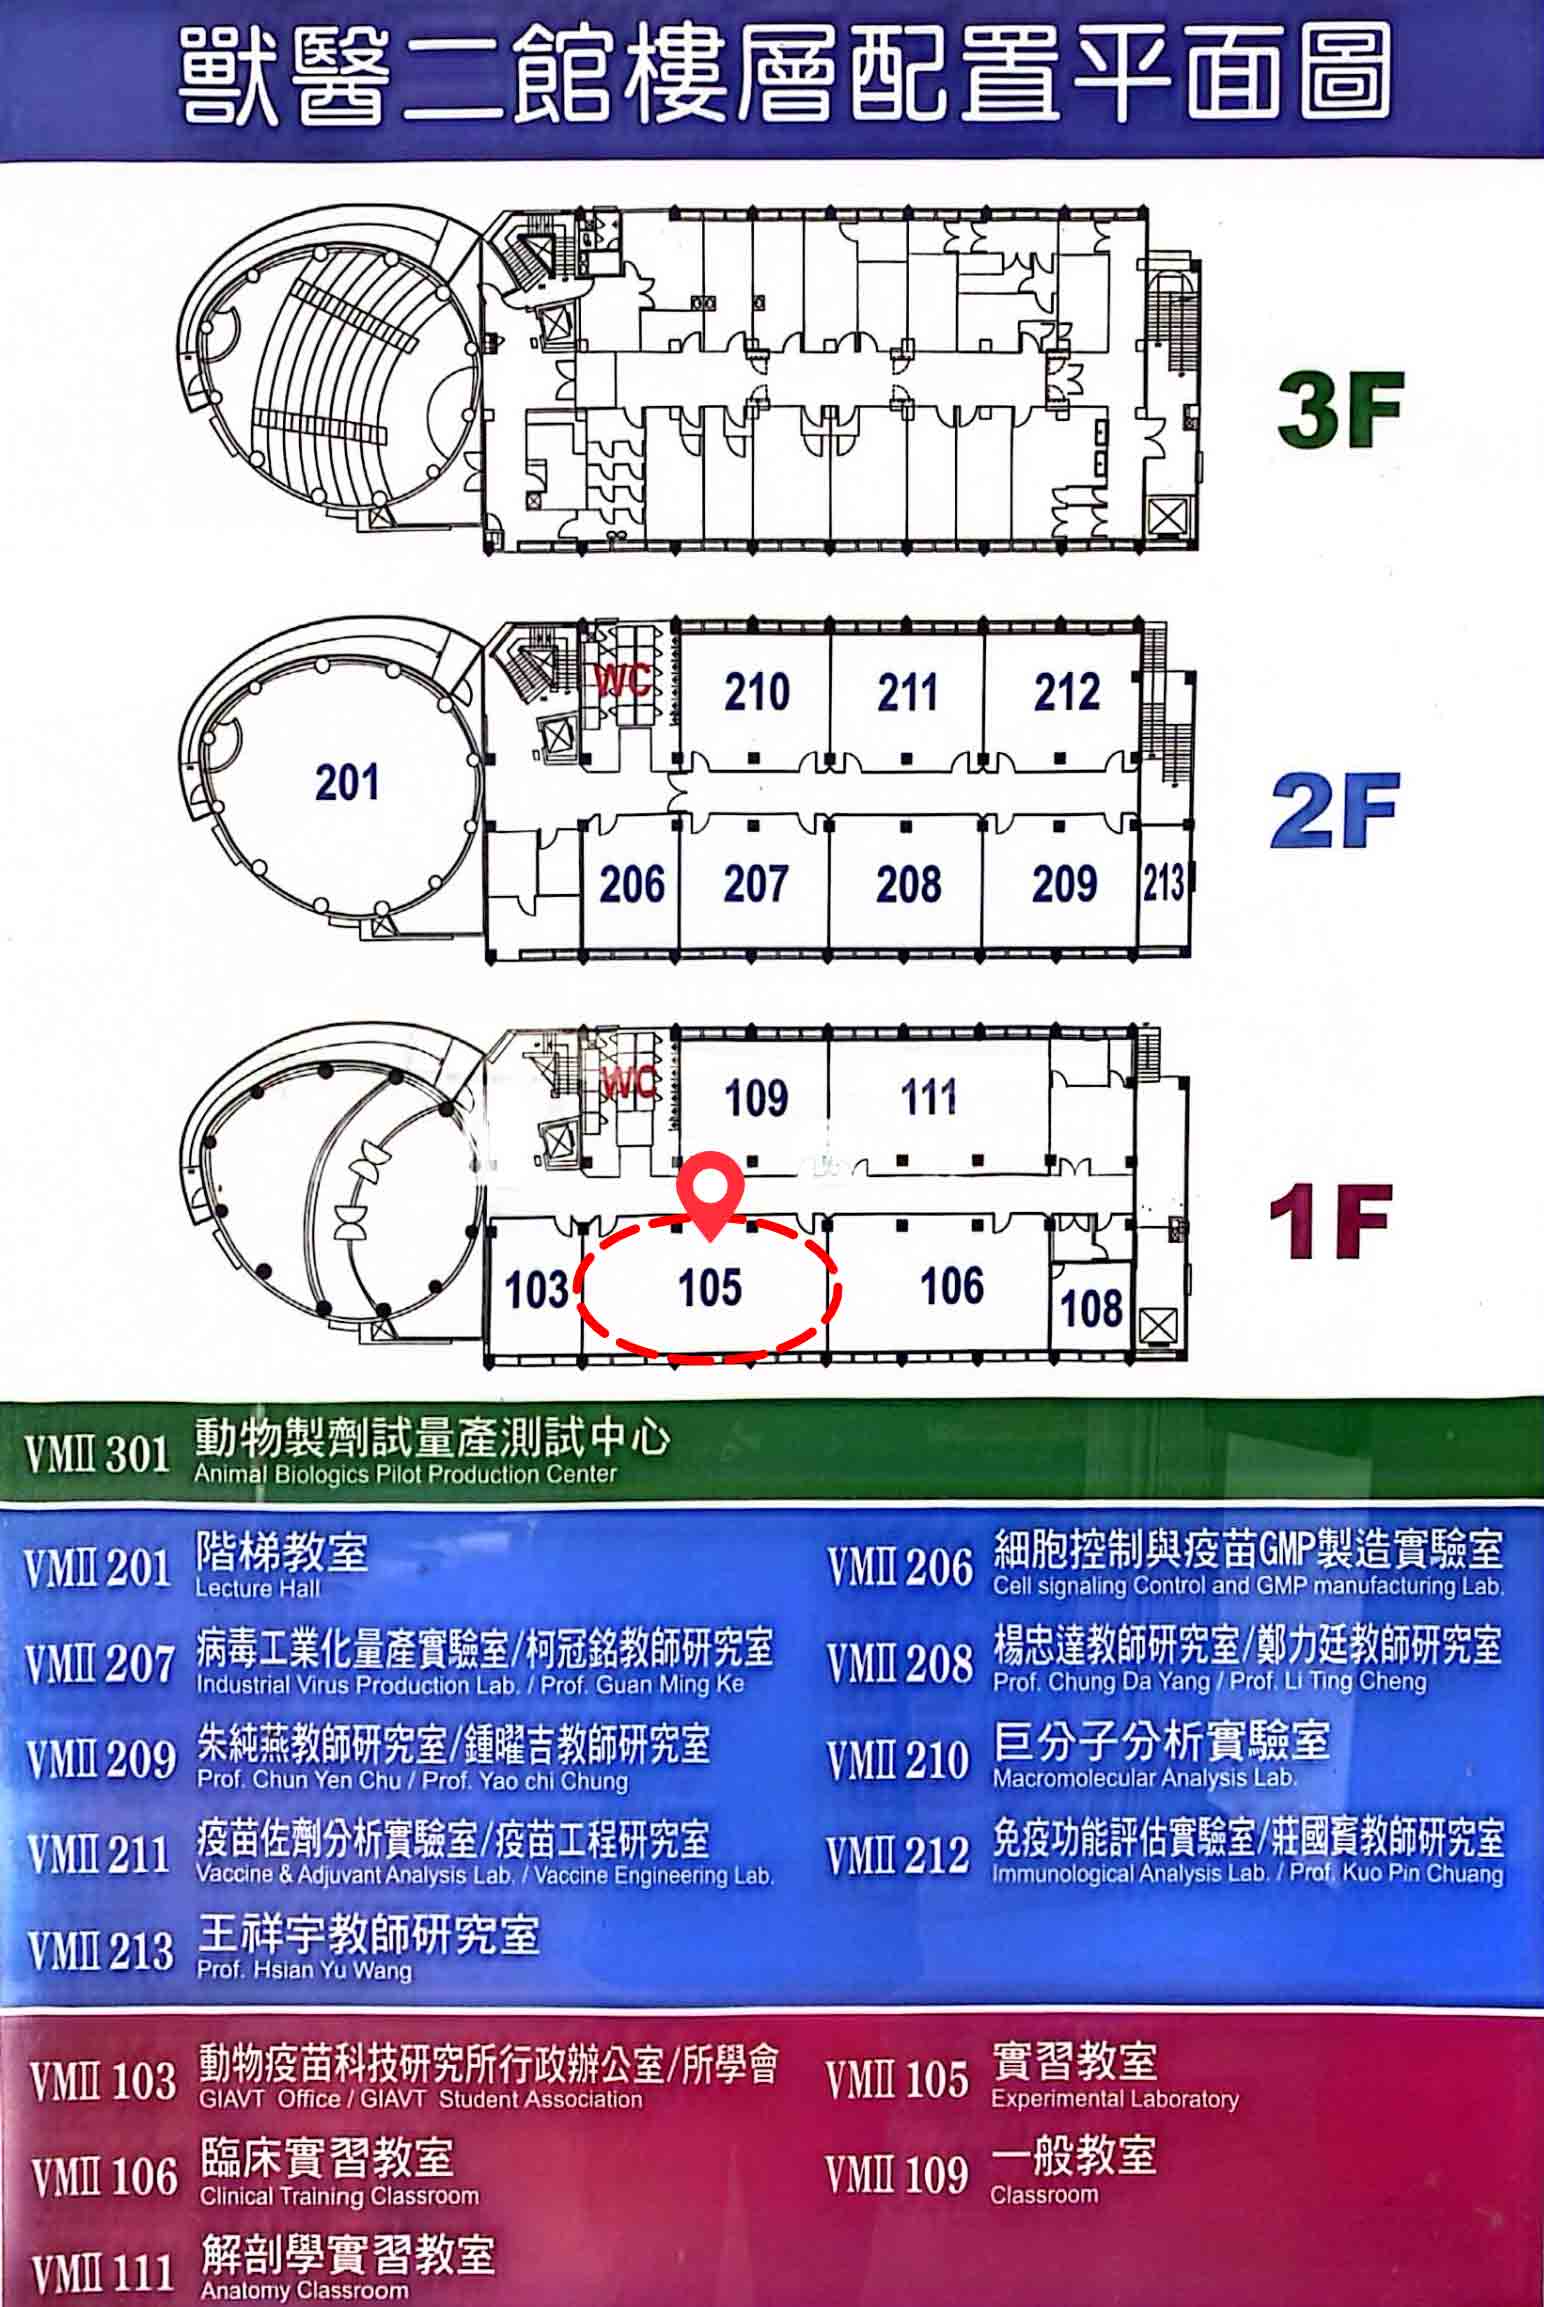 獸醫二館樓層配置平面圖
3F
WC
210
211
212
201
2F
206
207
208
209
213
WC
109
111
1F
103
105
106
108
VMⅡ 301 動物製劑試量產測試中心
Animal Biologics Pilot Production Center
VMⅡ 201 階梯教室
Lecture Hall
VMⅡ 206 細胞控制與疫苗GMP製造實驗室
Cell signaling Control and GMP manufacturing Lab.
VMⅡ 207 病毒工業化量產實驗室/柯冠銘教師研究室
Industrial Virus Production Lab. / Prof. Guan Ming Ke
VMⅡ 208 楊忠達教師研究室/鄭力廷教師研究室
Prof. Chung Da Yang / Prof. Li Ting Cheng
VMⅡ 209 朱純燕教師研究室/鍾曜吉教師研究室
Prof. Chun Yen Chu / Prof. Yao chi Chung
VMⅡ 210 巨分子分析實驗室
Macromolecular Analysis Lab.
VMⅡ 211 疫苗佐劑分析實驗室/疫苗工程研究室
Vaccine & Adjuvant Analysis Lab. / Vaccine Engineering Lab.
VMⅡ 212 免疫功能評估實驗室/莊國賓教師研究室
Immunological Analysis Lab. / Prof. Kuo Pin Chuang
VMⅡ 213 王祥宇教師研究室
Prof. Hsian Yu Wang
VMⅡ 103 動物疫苗科技研究所行政辦公室/所學會
GIAVT Office / GIAVT Student Association
VMⅡ 105 實習教室
Experimental Laboratory
VMⅡ 106 臨床實習教室
Clinical Training Classroom
VMⅡ 109 一般教室
Classroom
VMⅡ 111 解剖學實習教室
Anatomy Classroom